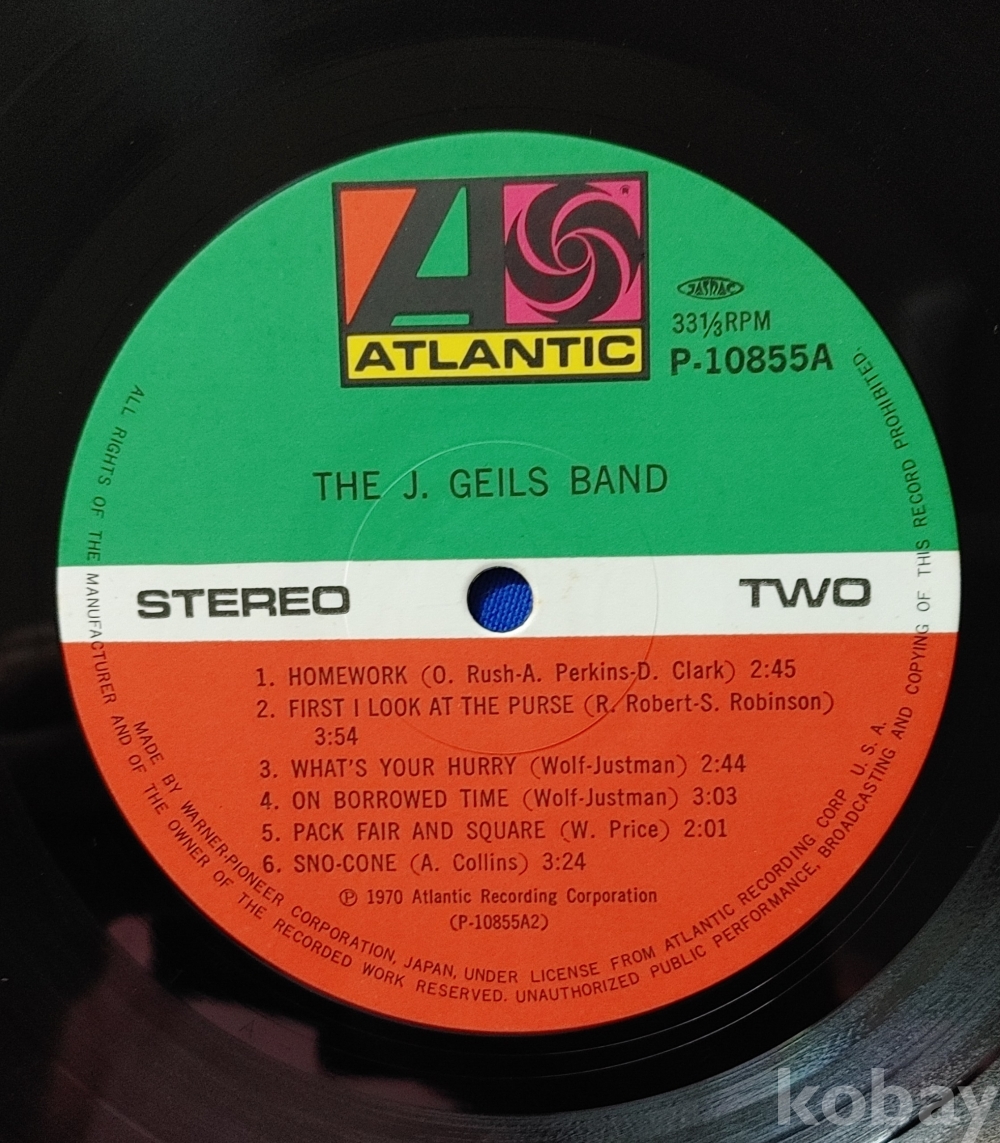 A
®
ATLANTIC
JASRAC
33⅓RPM
P-10855A
THE J. GEILS BAND
STEREO
TWO
1. HOMEWORK (O. Rush-A. Perkins-D. Clark) 2:45
2. FIRST I LOOK AT THE PURSE (R. Robert-S. Robinson)
3:54
3. WHAT'S YOUR HURRY (Wolf-Justman) 2:44
4. ON BORROWED TIME (Wolf-Justman) 3:03
5. PACK FAIR AND SQUARE (W. Price) 2:01
6. SNO-CONE (A. Collins) 3:24
℗ 1970 Atlantic Recording Corporation
(P-10855A2)
MADE BY WARNER-PIONEER CORPORATION, JAPAN, UNDER LICENSE FROM ATLANTIC RECORDING CORP U. S. A.
ALL RIGHTS OF THE MANUFACTURER AND OF THE OWNER OF THE RECORDED WORK RESERVED. UNAUTHORIZED PUBLIC PERFORMANCE, BROADCASTING AND COPYING OF THIS RECORD PROHIBITED.
kobay